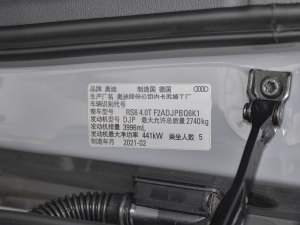 品牌 奥迪 制造国 德国
生产厂名 奥迪股份公司内卡苏姆工厂
车辆识别代号
整车型号 RS6 4.0T F2ADJPBQ6K1
发动机型号 DJP 最大允许总质量 2740kg
发动机排量 3996mL
发动机最大净功率 441kW 乘坐人数 5
制造年月 2021-02